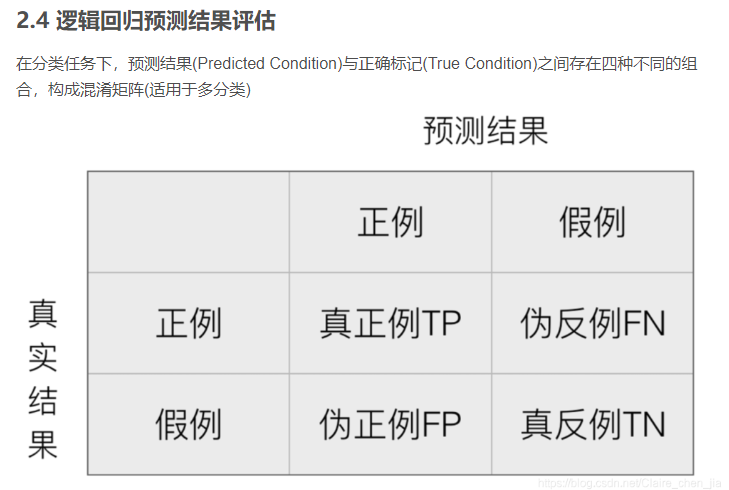 2.4 逻辑回归预测结果评估
在分类任务下，预测结果(Predicted Condition)与正确标记(True Condition)之间存在四种不同的组
合，构成混淆矩阵(适用于多分类)
预测结果
正例 假例
真实结果
正例 真正例TP 伪反例FN
假例 伪正例FP 真反例TN
https://blog.csdn.net/Claire_chen_jia